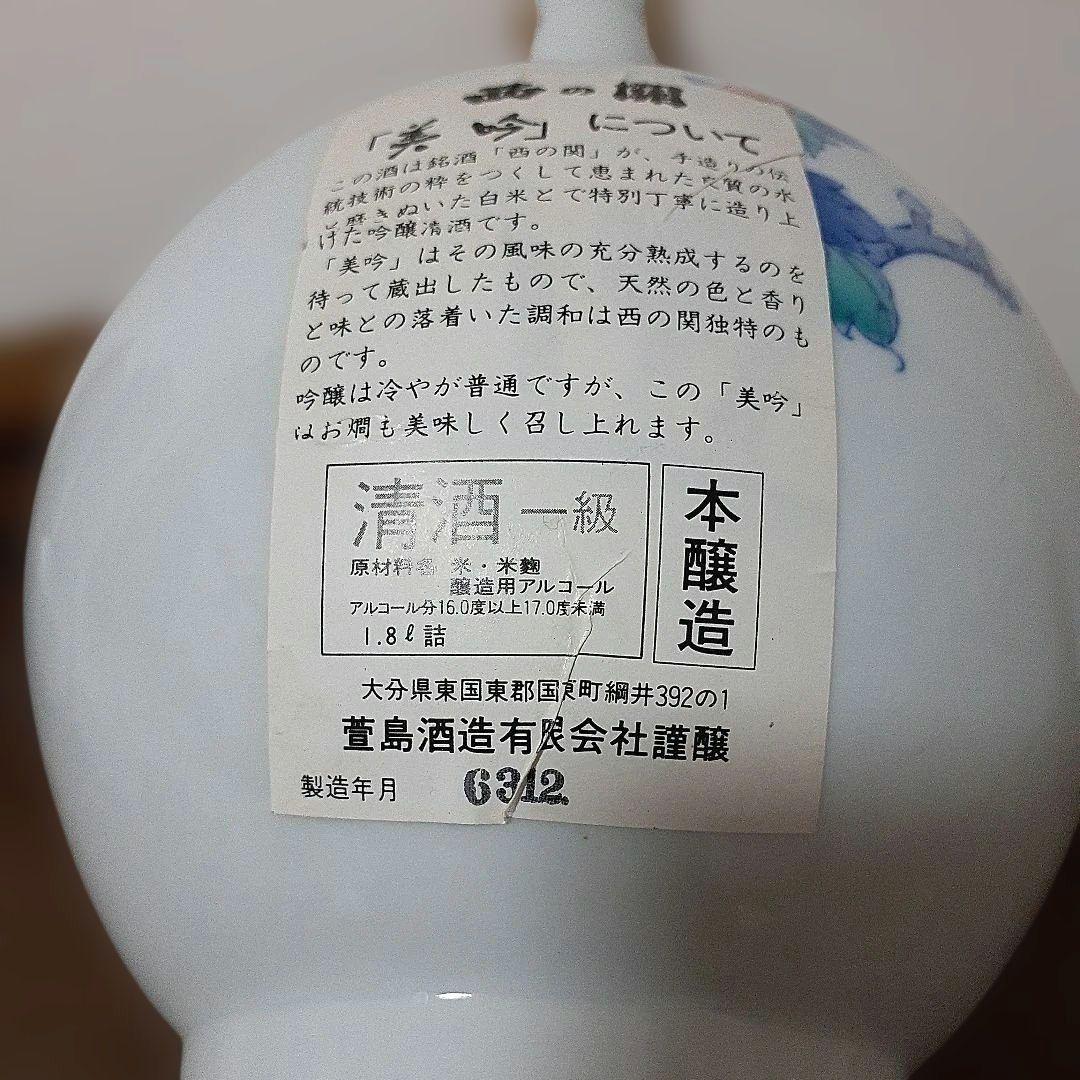 西の関
「美吟」について
この酒は銘酒「西の関」が、手造りの伝
統技術の粋をつくして恵まれた良質の水
と磨きぬいた白米とで特別丁寧に造り上
げた吟醸清酒です。
「美吟」はその風味の充分熟成するのを
待って蔵出したもので、天然の色と香り
と味との落着いた調和は西の関独特のも
のです。
吟醸は冷やが普通ですが、この「美吟」
はお燗も美味しく召し上れます。
清酒 一級
原材料名 米・米麴
醸造用アルコール
アルコール分16.0度以上17.0度未満
1.8ℓ詰
本醸造
大分県東国東郡国東町綱井392の1
萱島酒造有限会社謹醸
製造年月 6312.